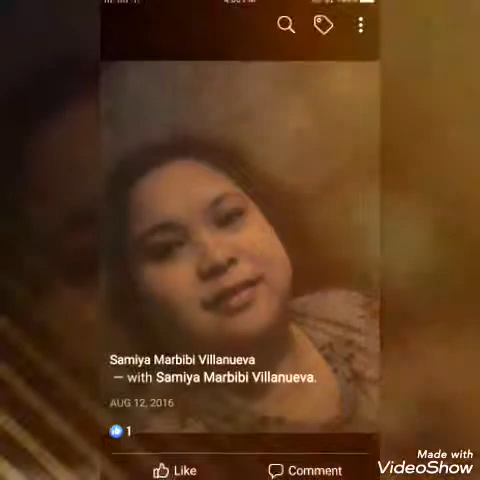 Samiya Marbibi Villanueva
— with Samiya Marbibi Villanueva.
AUG 12, 2016
1
Like Comment
Made with
VideoShow